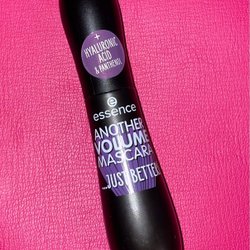 +
HYALURONIC
ACID
& PANTHENOL
essence
ANOTHER
VOLUME
MASCARA
...JUST BETTER